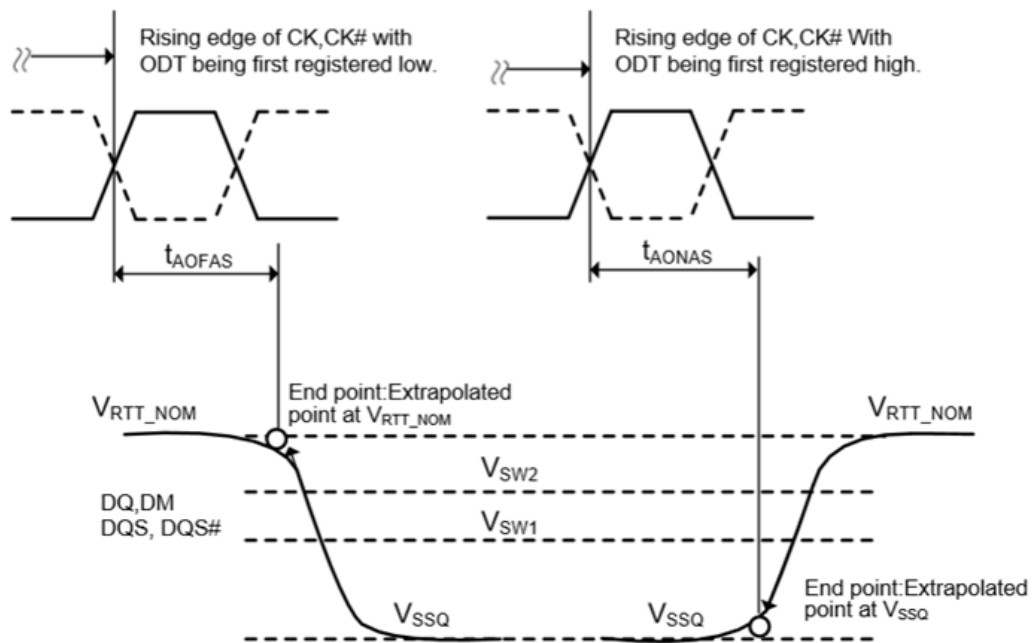 Rising edge of CK,CK# with
ODT being first registered low.
Rising edge of CK,CK# With
ODT being first registered high.
tAOFAS
tAONAS
End point:Extrapolated
point at VRTT_NOM
VRTT_NOM
VRTT_NOM
VSW2
DQ,DM
DQS, DQS#
VSW1
End point:Extrapolated
point at VSSQ
VSSQ
VSSQ